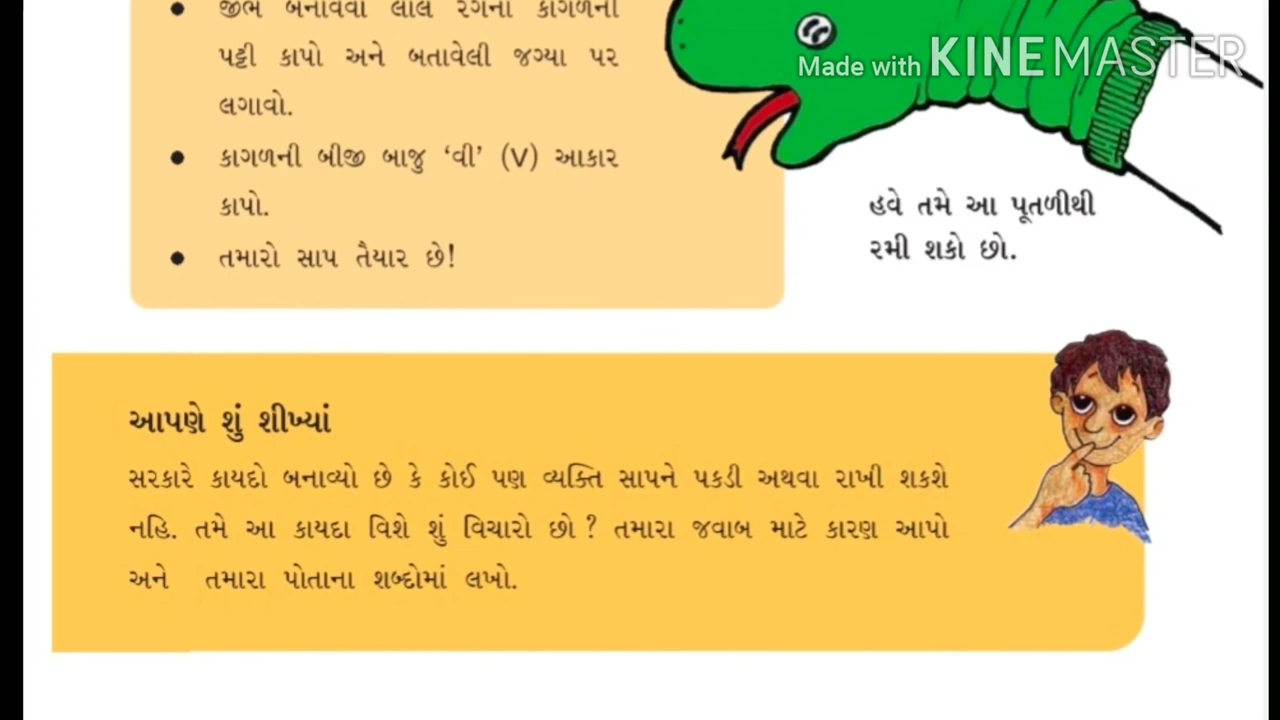 જીભ બનાવવા લાલ રંગના કાગળની
પટ્ટી કાપો અને બતાવેલી જગ્યા પર
લગાવો.
Made with KINEMASTER
● કાગળની બીજી બાજુ ‘વી’ (V) આકાર
કાપો.
● તમારો સાપ તૈયાર છે!
હવે તમે આ પૂતળીથી
રમી શકો છો.
આપણે શું શીખ્યાં
સરકારે કાયદો બનાવ્યો છે કે કોઈ પણ વ્યક્તિ સાપને પકડી અથવા રાખી શકશે
નહિ. તમે આ કાયદા વિશે શું વિચારો છો ? તમારા જવાબ માટે કારણ આપો
અને તમારા પોતાના શબ્દોમાં લખો.